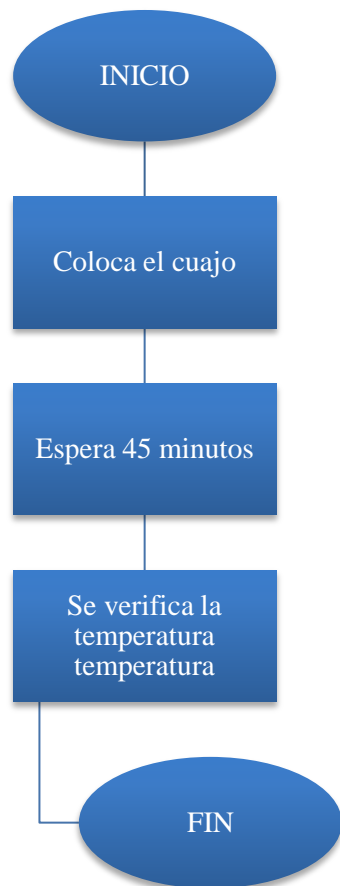 INICIO
Coloca el cuajo
Espera 45 minutos
Se verifica la
temperatura
temperatura
FIN